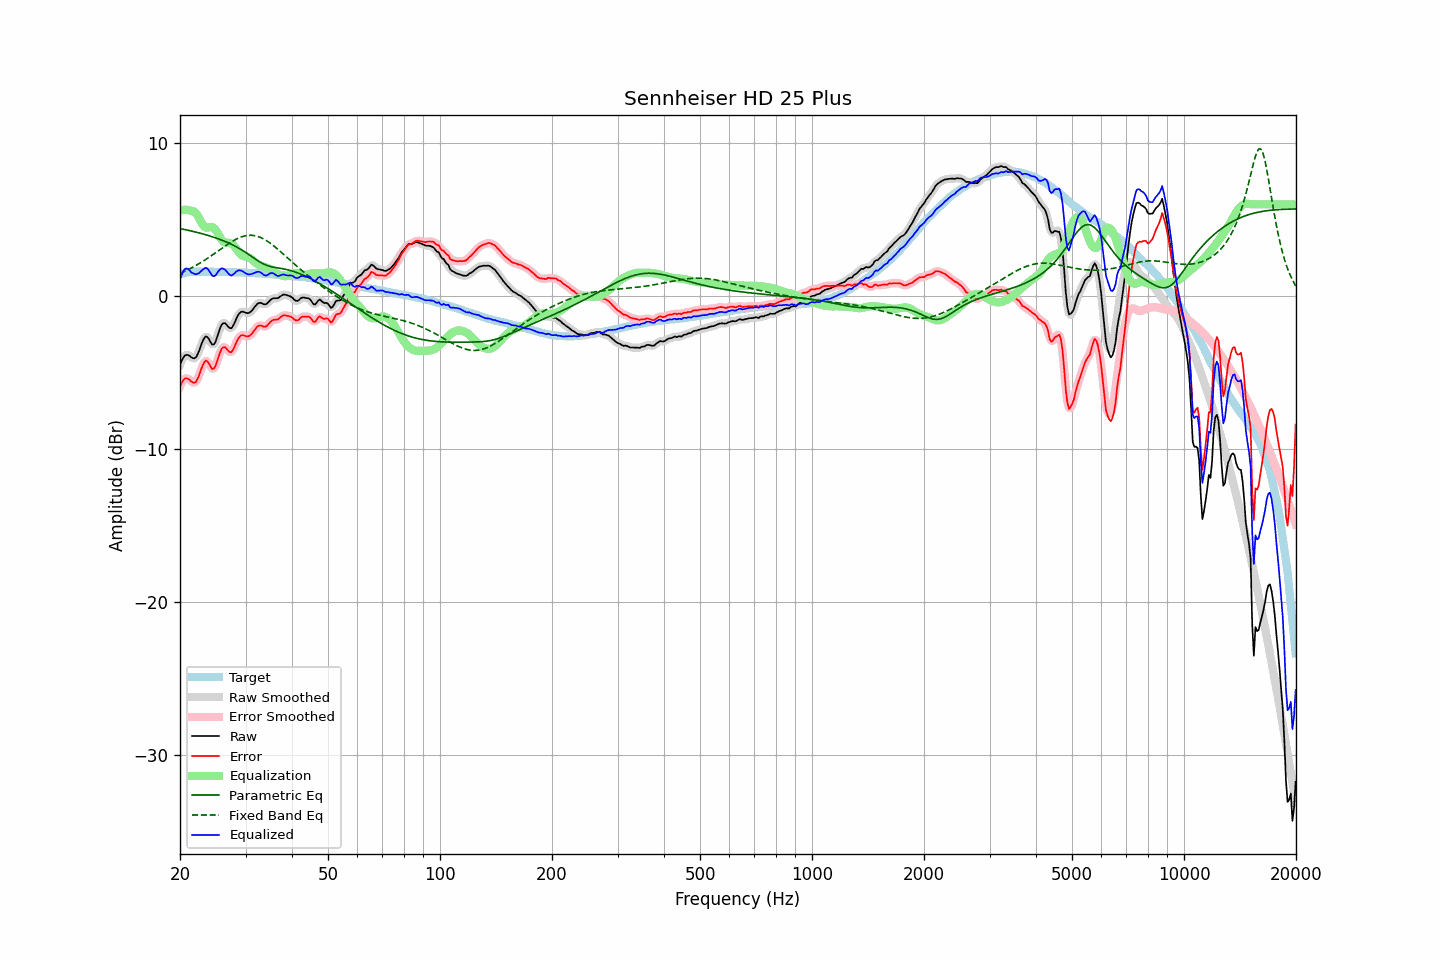 Sennheiser HD 25 Plus
10
0
−10
−20
−30
Amplitude (dBr)
Target
Raw Smoothed
Error Smoothed
Raw
Error
Equalization
Parametric Eq
Fixed Band Eq
Equalized
20 50 100 200 500 1000 2000 5000 10000 20000
Frequency (Hz)